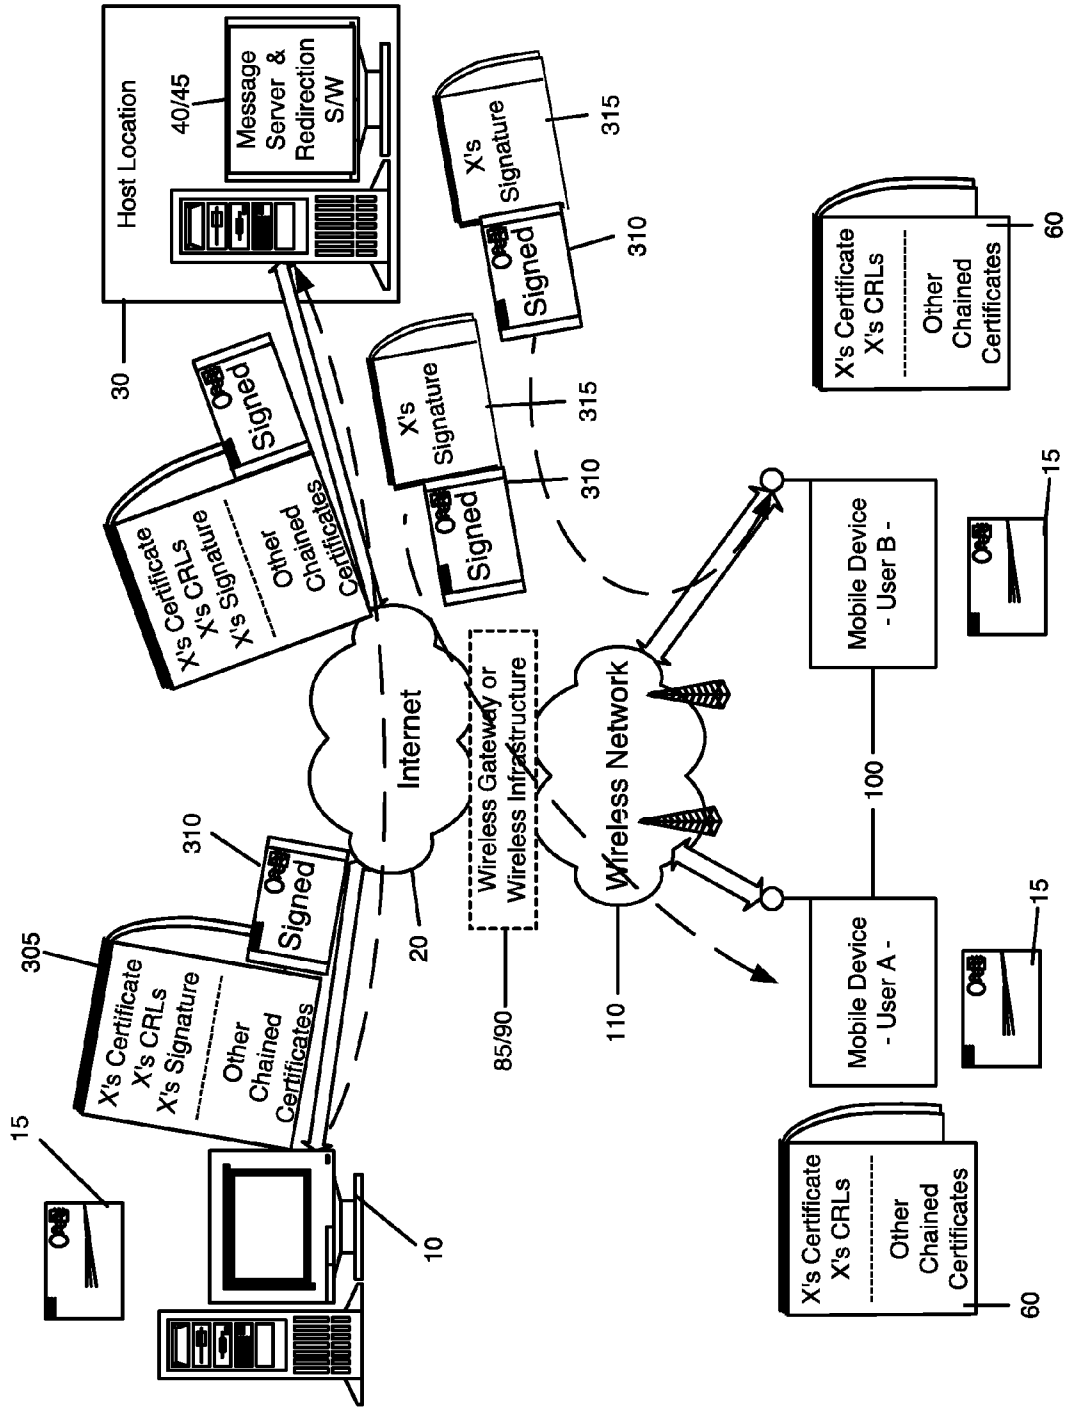 15
10
305
X's Certificate
X's CRLs
X's Signature
Other
Chained
Certificates
310
Signed
20
Internet
X's Certificate
X's CRLs
X's Signature
Other
Chained
Certificates
Signed
30
Host Location
40/45
Message
Server &
Redirection
S/W
85/90
Wireless Gateway or
Wireless Infrastructure
X's
Signature
Signed
315
310
X's
Signature
Signed
315
310
110
Wireless Network
100
Mobile Device
- User A -
15
X's Certificate
X's CRLs
Other
Chained
Certificates
60
Mobile Device
- User B -
15
X's Certificate
X's CRLs
Other
Chained
Certificates
60